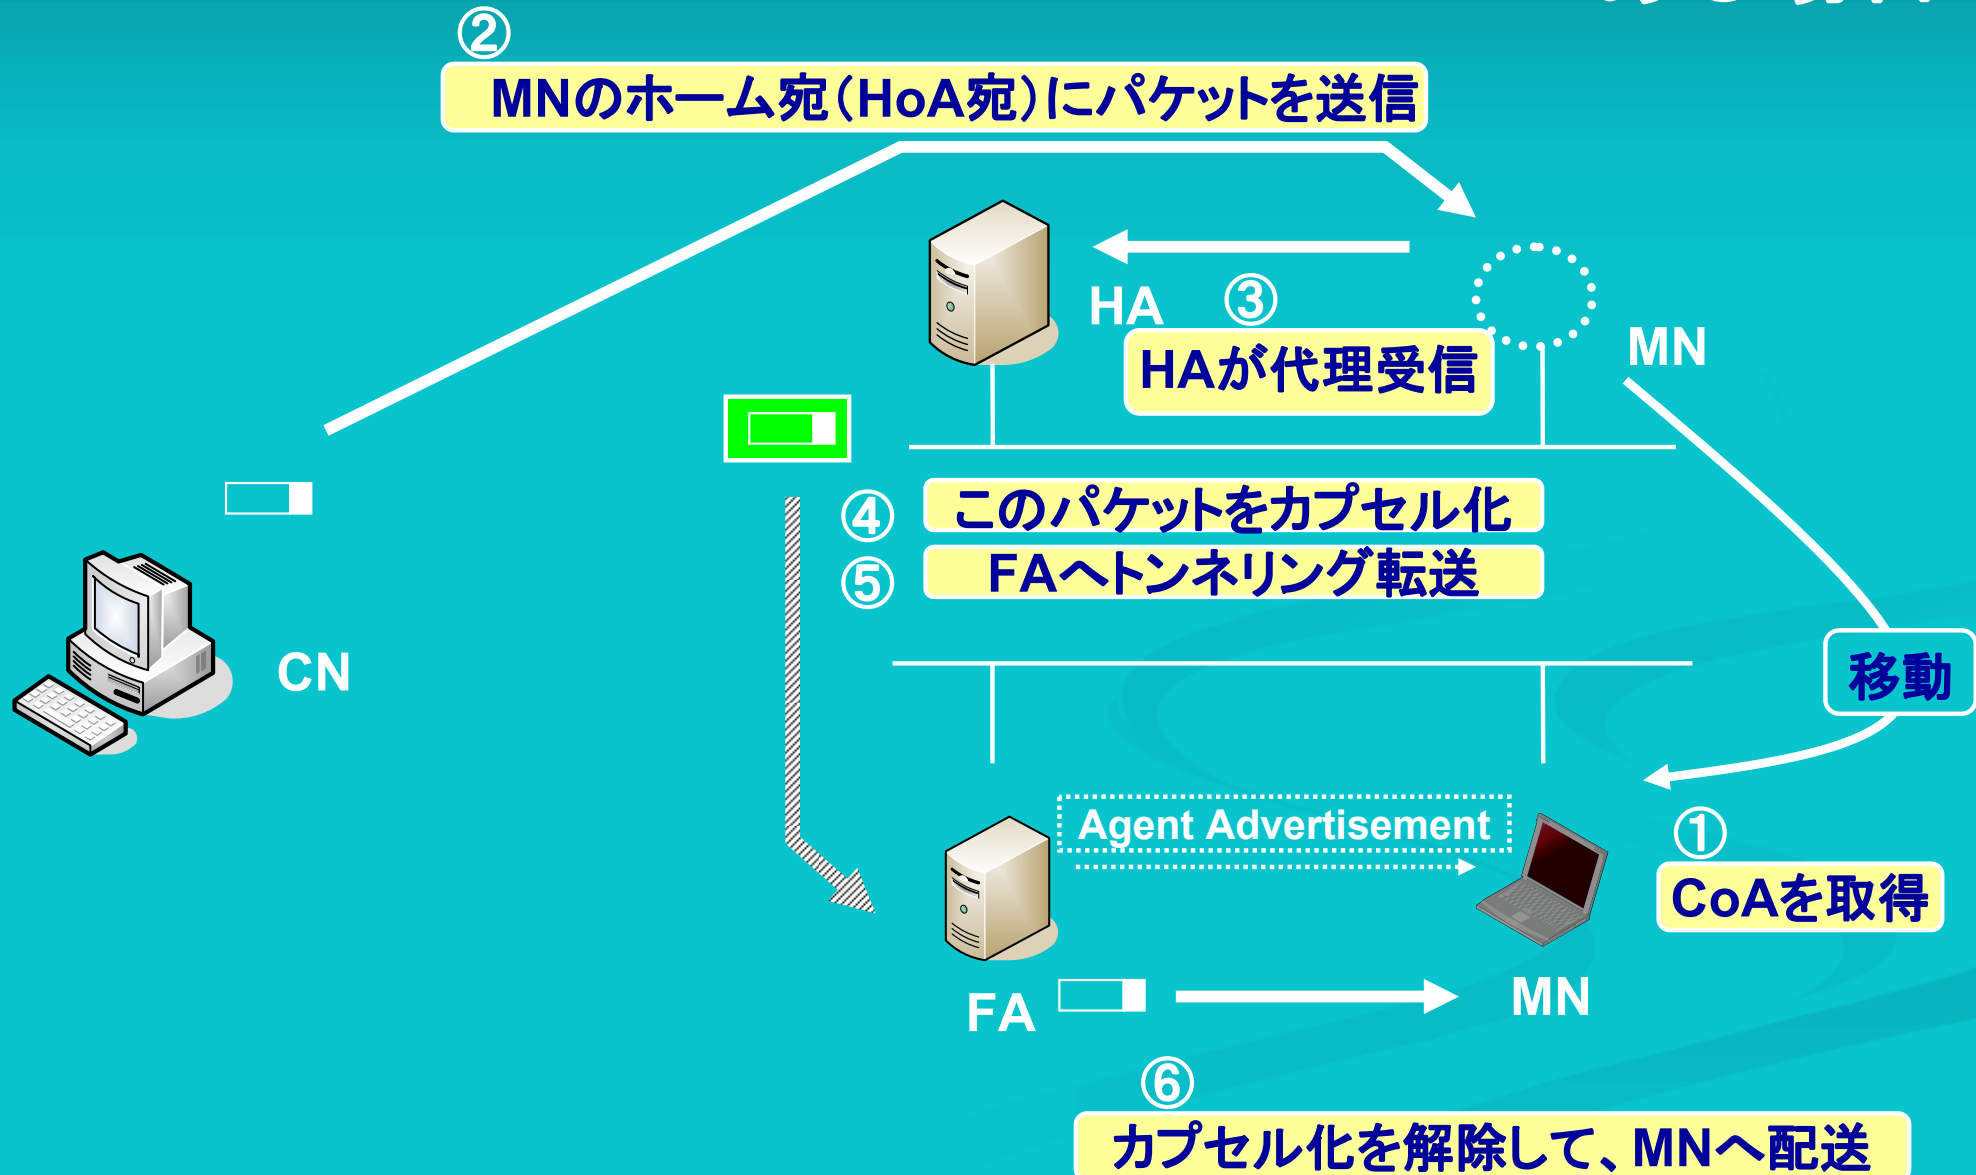 ②
MNのホーム宛(HoA宛)にパケットを送信
HA
③
HAが代理受信
MN
④ このパケットをカプセル化
⑤ FAへトンネリング転送
CN
移動
Agent Advertisement
①
CoAを取得
FA
MN
⑥
カプセル化を解除して、MNへ配送